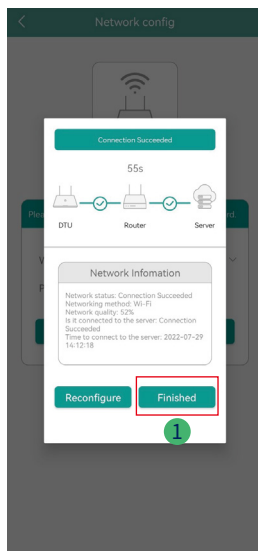 Network config
Connection Succeeded
55s
DTU Router Server
Plea
rd.
W
P
Network Infomation
Network status: Connection Succeeded
Networking method: Wi-Fi
Network quality: 52%
Is it connected to the server: Connection
Succeeded
Time to connect to the server: 2022-07-29
14:12:18
Reconfigure Finished
1